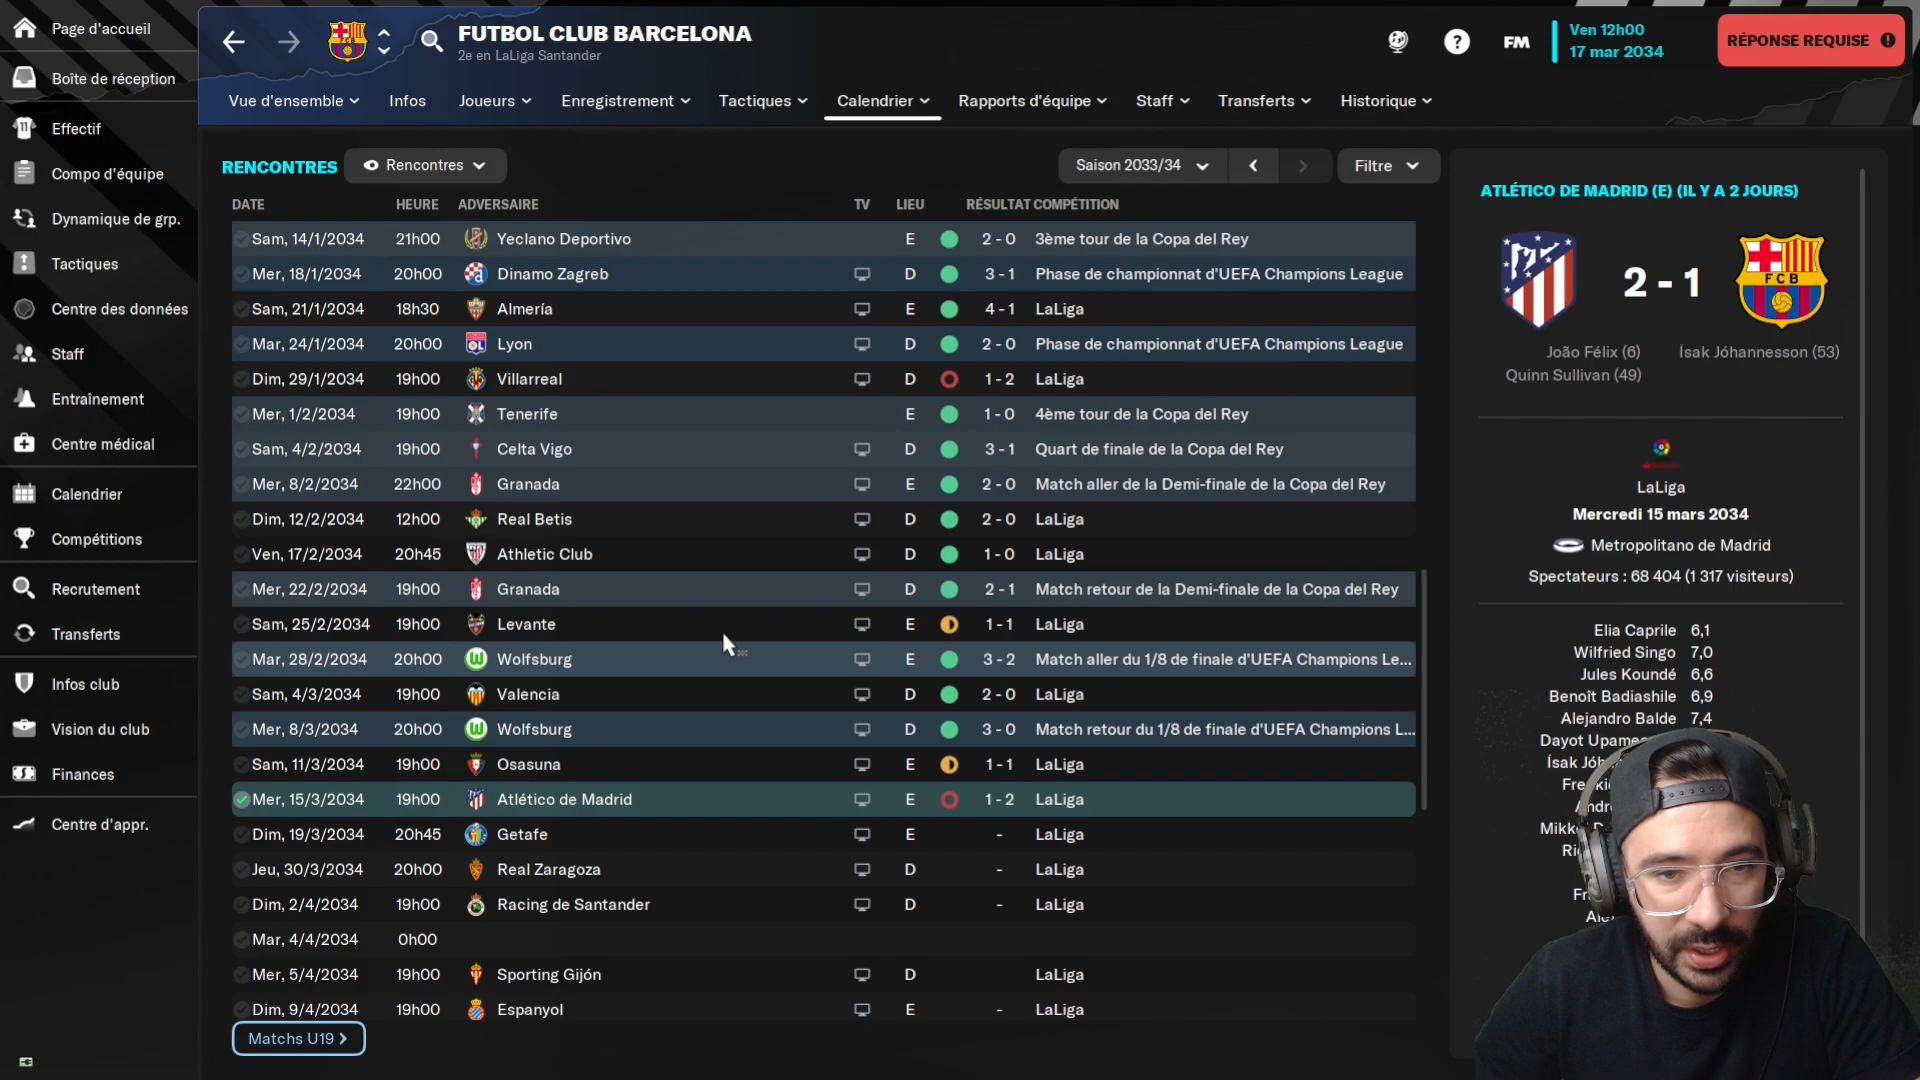 Page d'accueil
Boîte de réception
Effectif
Compo d'équipe
Dynamique de grp.
Tactiques
Centre des données
Staff
Entraînement
Centre médical
Calendrier
Compétitions
Recrutement
Transferts
Infos club
Vision du club
Finances
Centre d'appr.
FUTBOL CLUB BARCELONA
2e en LaLiga Santander
? FM
Ven 12h00
17 mar 2034
RÉPONSE REQUISE
Vue d'ensemble Infos Joueurs Enregistrement Tactiques Calendrier Rapports d'équipe Staff Transferts Historique
RENCONTRES Rencontres Saison 2033/34 Filtre
DATE HEURE ADVERSAIRE TV LIEU RÉSULTAT COMPÉTITION
Sam, 14/1/2034 21h00 Yeclano Deportivo E 2 - 0 3ème tour de la Copa del Rey
Mer, 18/1/2034 20h00 Dinamo Zagreb D 3 - 1 Phase de championnat d'UEFA Champions League
Sam, 21/1/2034 18h30 Almería E 4 - 1 LaLiga
Mar, 24/1/2034 20h00 Lyon D 2 - 0 Phase de championnat d'UEFA Champions League
Dim, 29/1/2034 19h00 Villarreal D 1 - 2 LaLiga
Mer, 1/2/2034 19h00 Tenerife E 1 - 0 4ème tour de la Copa del Rey
Sam, 4/2/2034 19h00 Celta Vigo D 3 - 1 Quart de finale de la Copa del Rey
Mer, 8/2/2034 22h00 Granada E 2 - 0 Match aller de la Demi-finale de la Copa del Rey
Dim, 12/2/2034 12h00 Real Betis D 2 - 0 LaLiga
Ven, 17/2/2034 20h45 Athletic Club D 1 - 0 LaLiga
Mer, 22/2/2034 19h00 Granada D 2 - 1 Match retour de la Demi-finale de la Copa del Rey
Sam, 25/2/2034 19h00 Levante E 1 - 1 LaLiga
Mar, 28/2/2034 20h00 Wolfsburg E 3 - 2 Match aller du 1/8 de finale d'UEFA Champions Le...
Sam, 4/3/2034 19h00 Valencia D 2 - 0 LaLiga
Mer, 8/3/2034 20h00 Wolfsburg D 3 - 0 Match retour du 1/8 de finale d'UEFA Champions L...
Sam, 11/3/2034 19h00 Osasuna E 1 - 1 LaLiga
Mer, 15/3/2034 19h00 Atlético de Madrid E 1 - 2 LaLiga
Dim, 19/3/2034 20h45 Getafe E - LaLiga
Jeu, 30/3/2034 20h00 Real Zaragoza D - LaLiga
Dim, 2/4/2034 19h00 Racing de Santander D - LaLiga
Mar, 4/4/2034 0h00
Mer, 5/4/2034 19h00 Sporting Gijón D LaLiga
Dim, 9/4/2034 19h00 Espanyol E - LaLiga
Matchs U19
ATLÉTICO DE MADRID (E) (IL Y A 2 JOURS)
2 - 1
FCB
João Félix (6) Ísak Jóhannesson (53)
Quinn Sullivan (49)
LaLiga
Mercredi 15 mars 2034
Metropolitano de Madrid
Spectateurs : 68 404 (1 317 visiteurs)
Elia Caprile 6,1
Wilfried Singo 7,0
Jules Koundé 6,6
Benoît Badiashile 6,9
Alejandro Balde 7,4
Dayot
Ísak